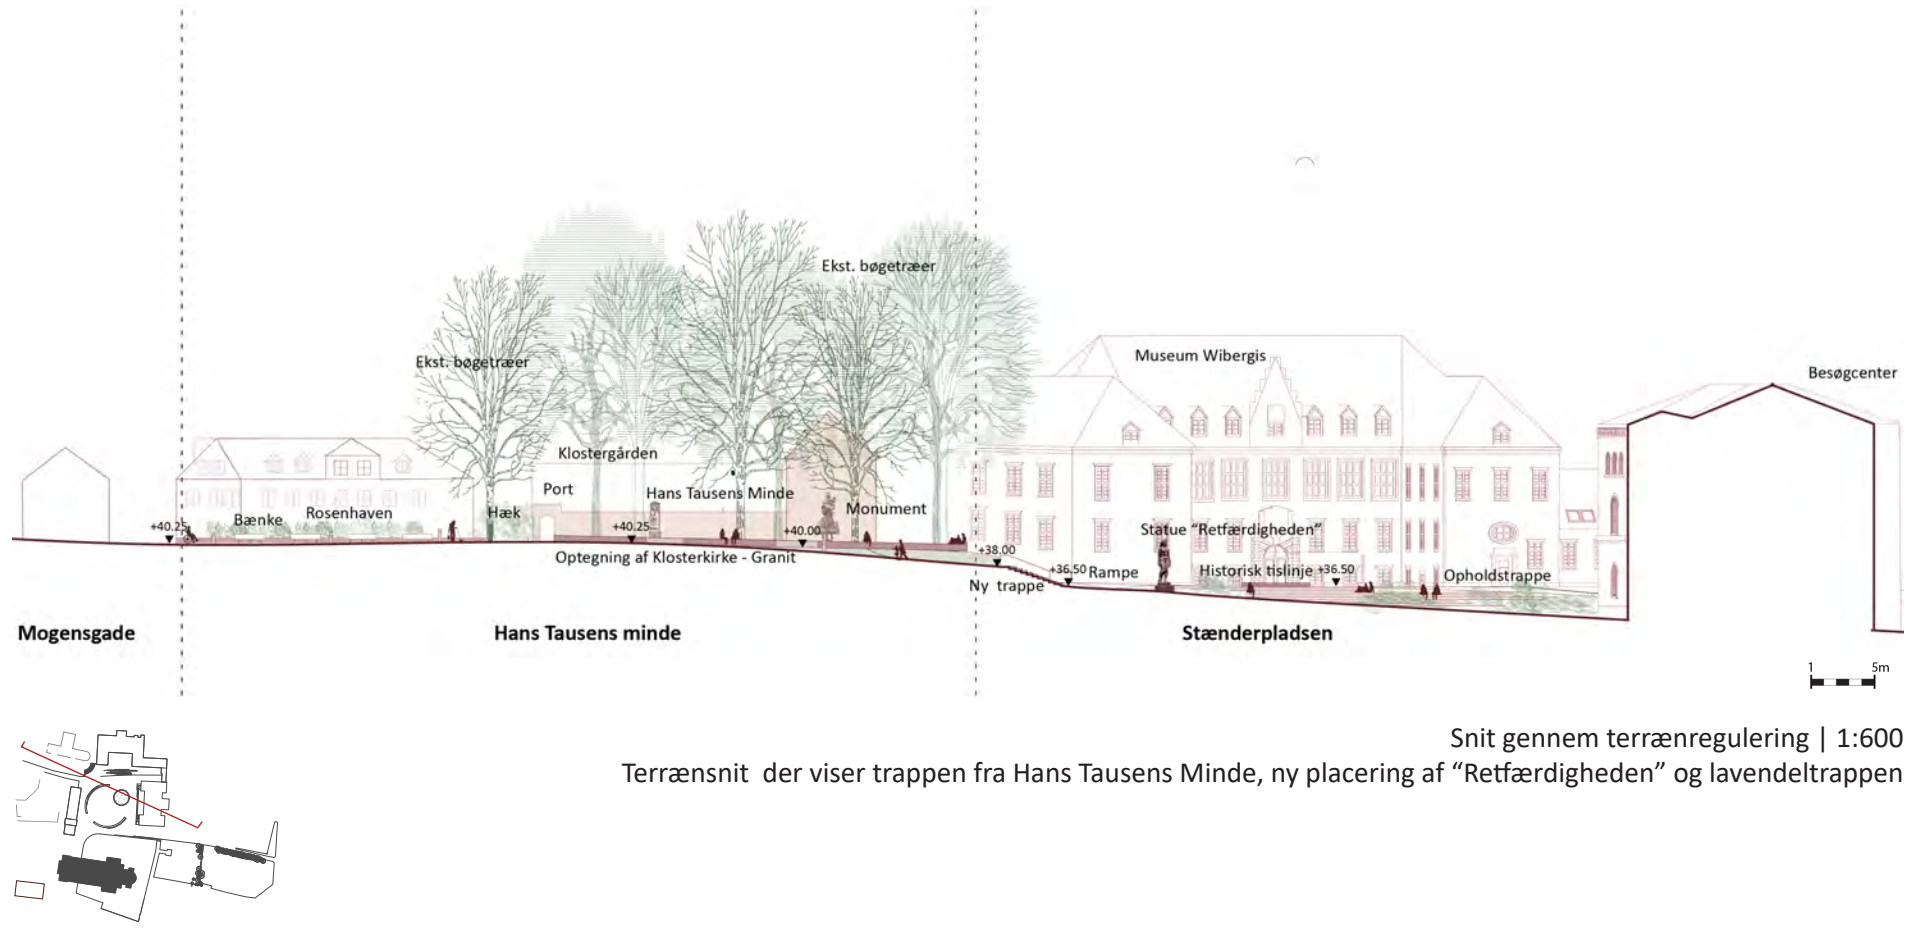 Ekst. bøgetræer
Museum Wibergis
Ekst. bøgetræer
Besøgcenter
Klostergården
Port
Hans Tausens Minde
Hæk
Monument
Bænke
Rosenhaven
+40.25
+40.25
+40.00
Statue “Retfærdigheden”
Optegning af Klosterkirke - Granit
+38.00
Ny trappe
+36.50
Rampe
Historisk tislinje
+36.50
Opholdstrappe
Mogensgade
Hans Tausens minde
Stænderpladsen
1 5m
Snit gennem terrænregulering | 1:600
Terrænsnit der viser trappen fra Hans Tausens Minde, ny placering af “Retfærdigheden” og lavendeltrappen